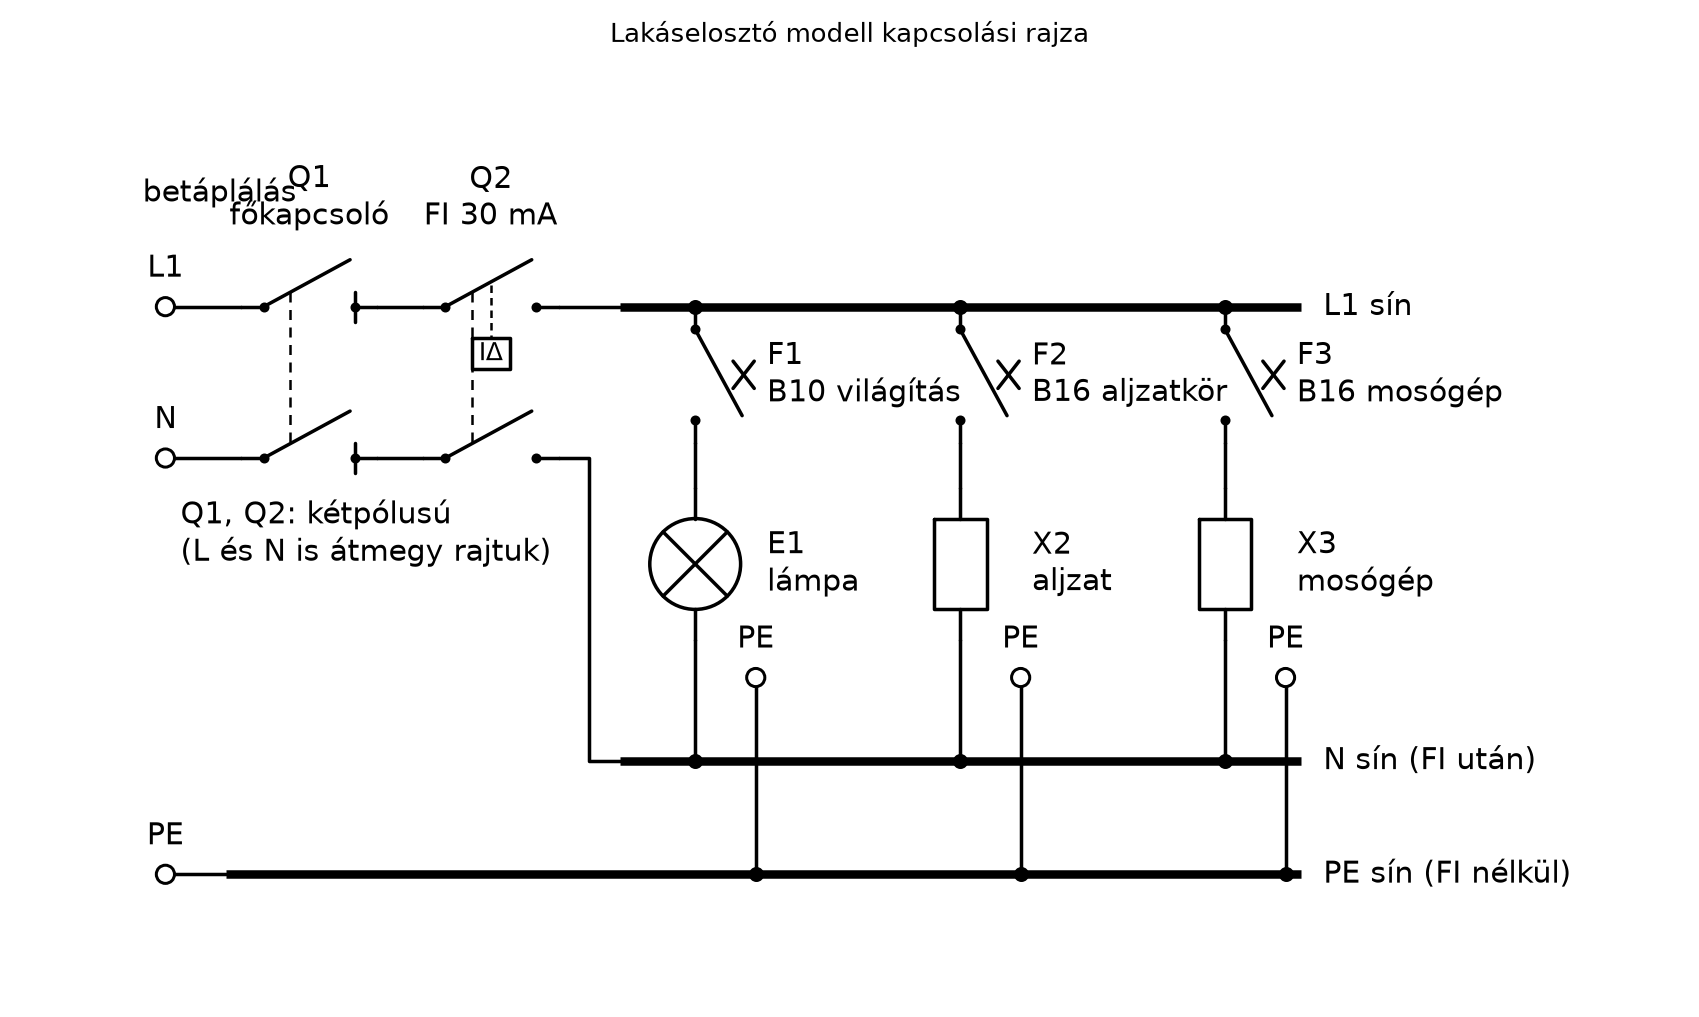 Lakáselosztó modell kapcsolási rajza
betáplálás
Q1
főkapcsoló
Q2
FI 30 mA
L1
L1 sín
IΔ
F1
B10 világítás
F2
B16 aljzatkör
F3
B16 mosógép
N
Q1, Q2: kétpólusú
(L és N is átmegy rajtuk)
E1
lámpa
X2
aljzat
X3
mosógép
PE
PE
PE
N sín (FI után)
PE
PE sín (FI nélkül)